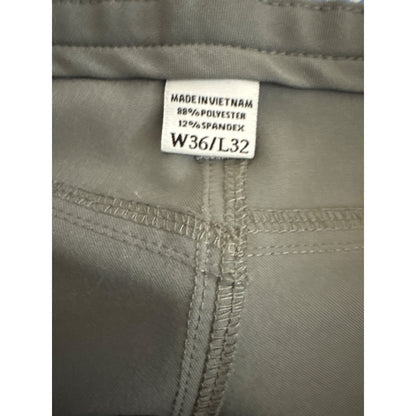 MADE IN VIETNAM
88% POLYESTER
12% SPANDEX
W36/L32